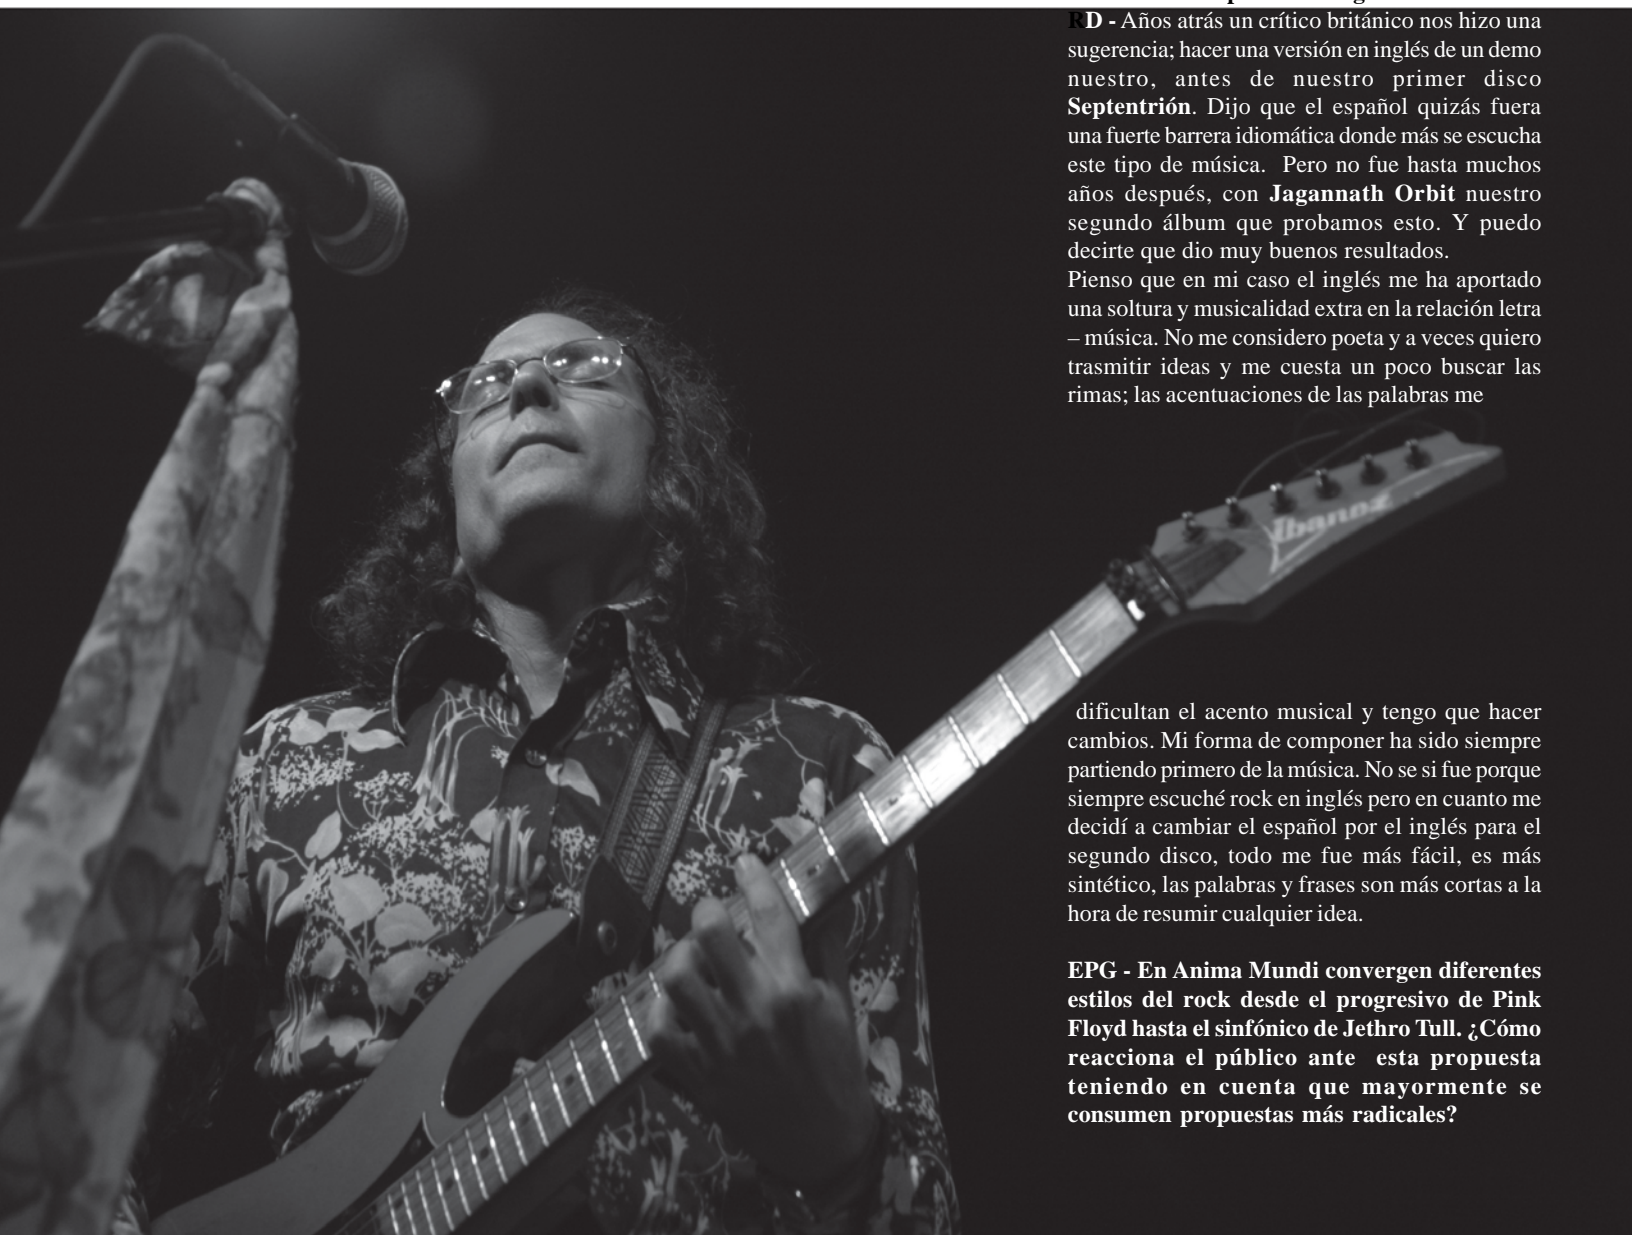 RD - Años atrás un crítico británico nos hizo una
sugerencia; hacer una versión en inglés de un demo
nuestro, antes de nuestro primer disco
Septentrión. Dijo que el español quizás fuera
una fuerte barrera idiomática donde más se escucha
este tipo de música. Pero no fue hasta muchos
años después, con Jagannath Orbit nuestro
segundo álbum que probamos esto. Y puedo
decirte que dio muy buenos resultados.
Pienso que en mi caso el inglés me ha aportado
una soltura y musicalidad extra en la relación letra
– música. No me considero poeta y a veces quiero
trasmitir ideas y me cuesta un poco buscar las
rimas; las acentuaciones de las palabras me
Ibanez
dificultan el acento musical y tengo que hacer
cambios. Mi forma de componer ha sido siempre
partiendo primero de la música. No se si fue porque
siempre escuché rock en inglés pero en cuanto me
decidí a cambiar el español por el inglés para el
segundo disco, todo me fue más fácil, es más
sintético, las palabras y frases son más cortas a la
hora de resumir cualquier idea.
EPG - En Anima Mundi convergen diferentes
estilos del rock desde el progresivo de Pink
Floyd hasta el sinfónico de Jethro Tull. ¿Cómo
reacciona el público ante esta propuesta
teniendo en cuenta que mayormente se
consumen propuestas más radicales?